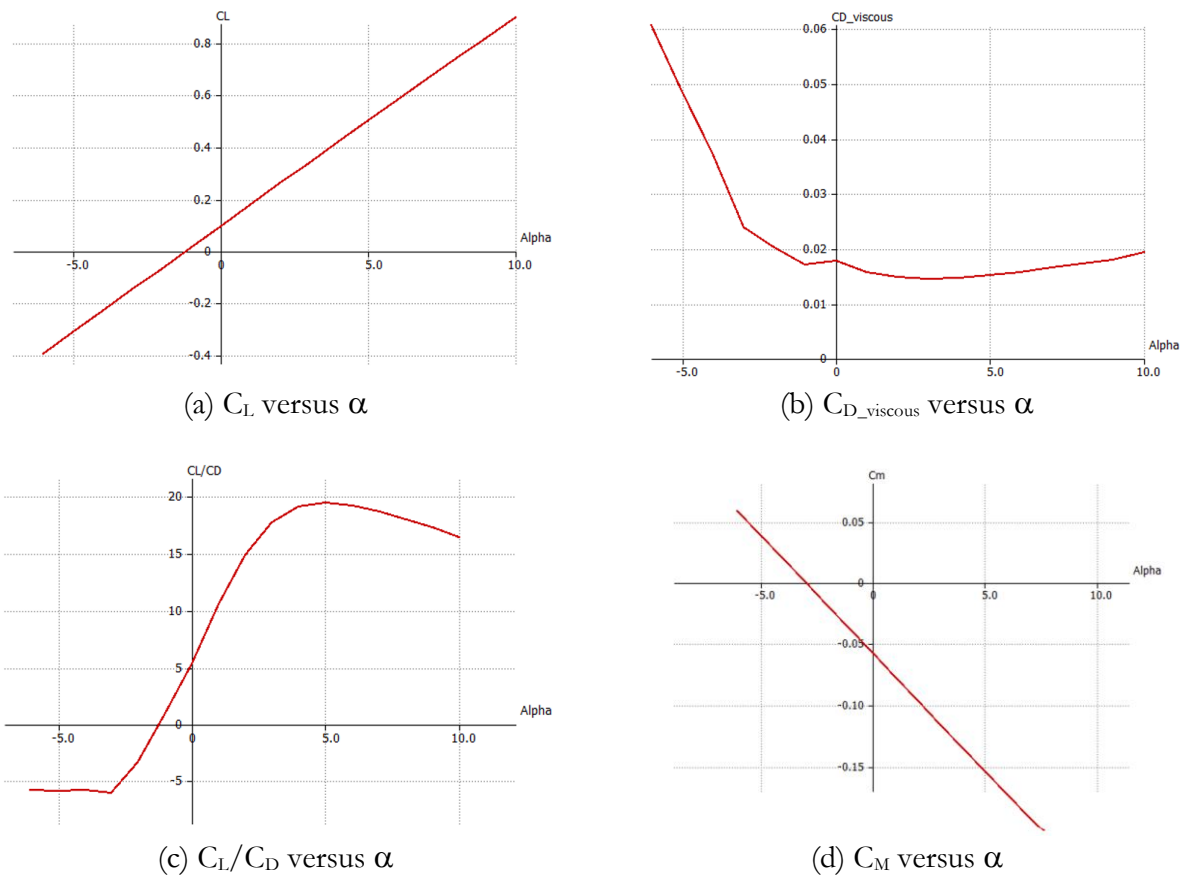 CL
0.8
0.6
0.4
0.2
Alpha
0
-5.0 0 5.0 10.0
-0.2
-0.4
(a) CL versus α
CD_viscous
0.06
0.05
0.04
0.03
0.02
0.01
Alpha
0
-5.0 0 5.0 10.0
(b) CD_viscous versus α
CL/CD
20
15
10
5
Alpha
0
-5.0 0 5.0 10.0
-5
(c) CL/CD versus α
Cm
0.05
Alpha
0
-5.0 0 5.0 10.0
-0.05
-0.10
-0.15
(d) CM versus α